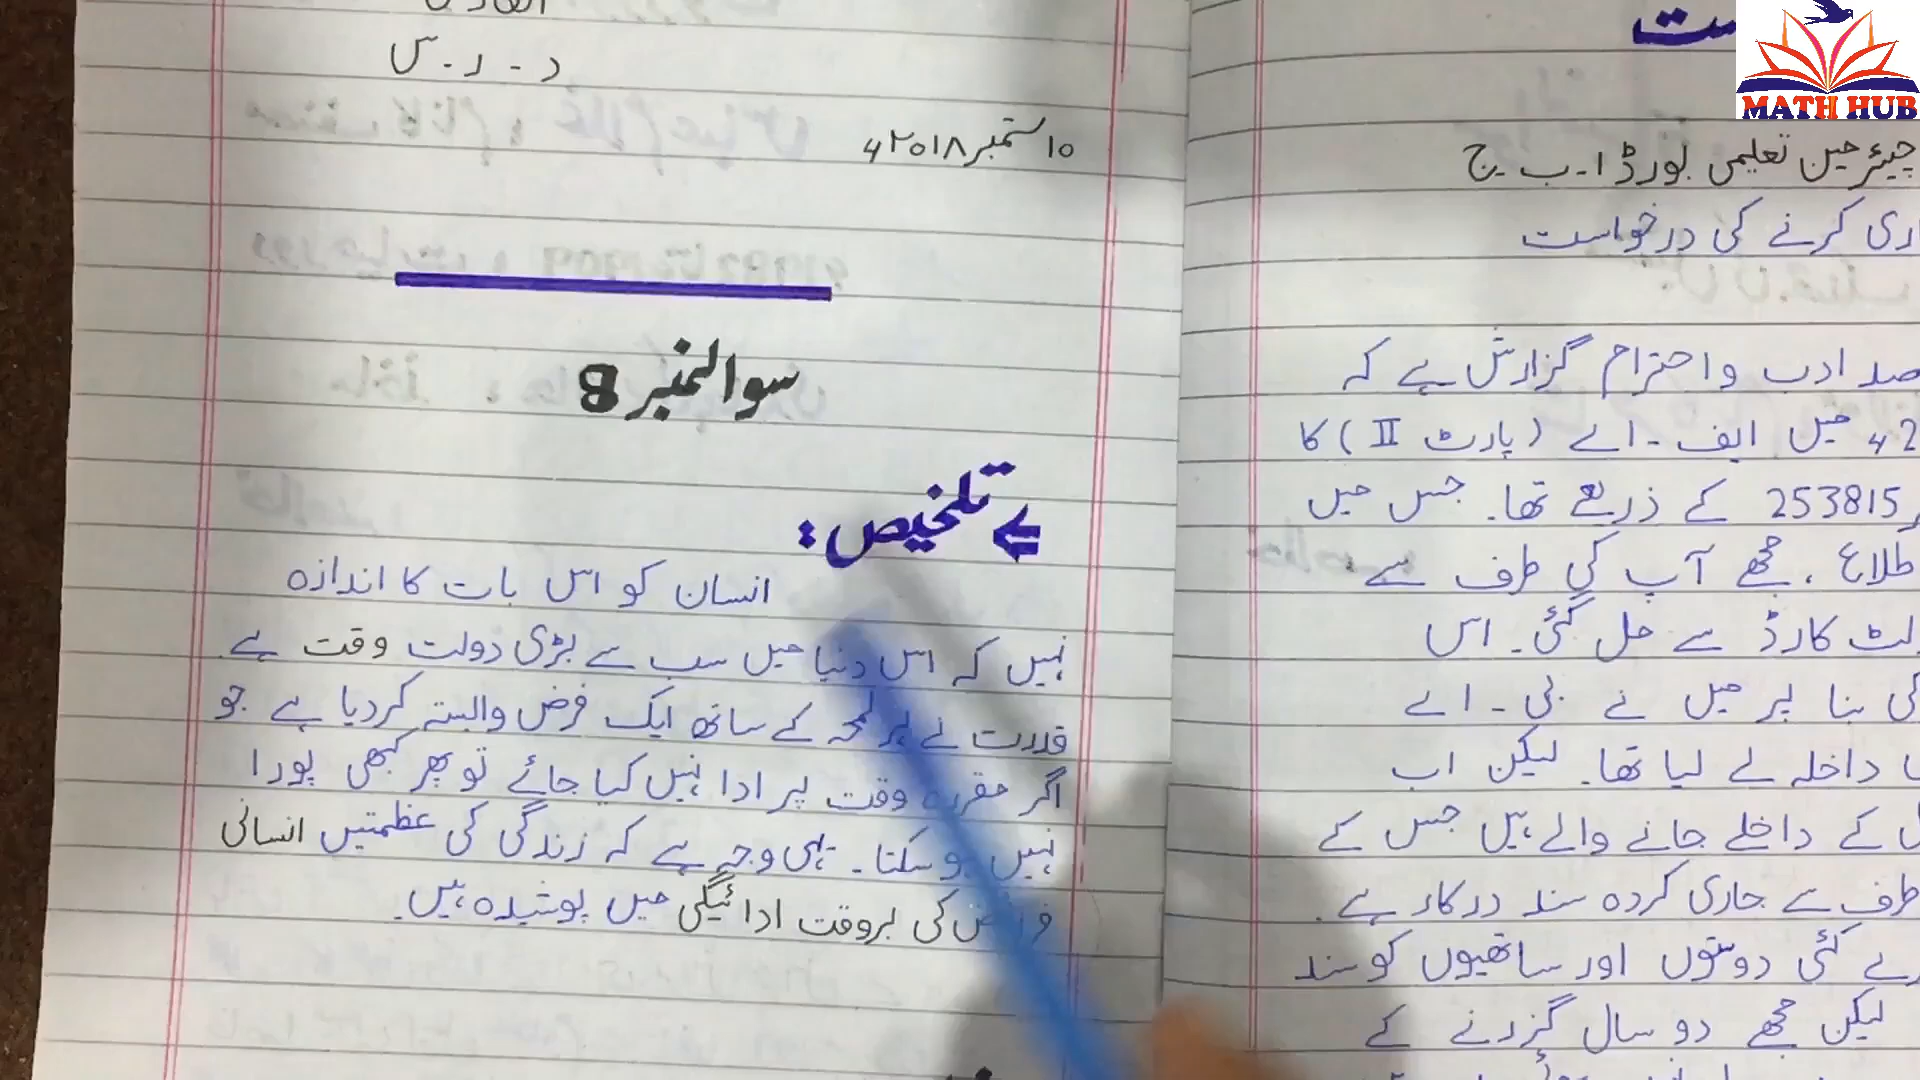 د - ر - س
۱۰ ستمبر ۲۰۱۸ء
سوالنمبر 8
تلخیص:
انسان کو اس بات کا اندازہ
نہیں کہ اس دنیا میں سب سے بڑی دولت وقت ہے
قدرت نے ہر لمحہ کے ساتھ ایک فرض وابستہ کردیا ہے جو
اگر مقررہ وقت پر ادا نہیں کیا جائے تو پھر کبھی پورا
نہیں ہو سکتا۔ یہی وجہ ہے کہ زندگی کی عظمتیں انسانی
فرائض کی بروقت ادائیگی میں پوشیدہ ہیں۔
MATH HUB
چیئرمین تعلیمی بورڈ ا۔ب۔ج
کرنے کی درخواست
ادب و احترام گزارش ہے کہ
میں ایف - اے (پارٹ II) کا
253815 کے ذریعے تھا۔ جس میں
مجھے آپ کی طرف سے
کارڈ سے مل گئی۔ اس
بنا پر میں نے بی - اے
داخلہ لے لیا تھا۔ لیکن اب
کے داخلے جانے والے ہیں جس کے
طرف سے جاری کردہ سند درکار ہے۔
کئی دوستوں اور ساتھیوں کو سند
لیکن مجھے دو سال گزرنے کے